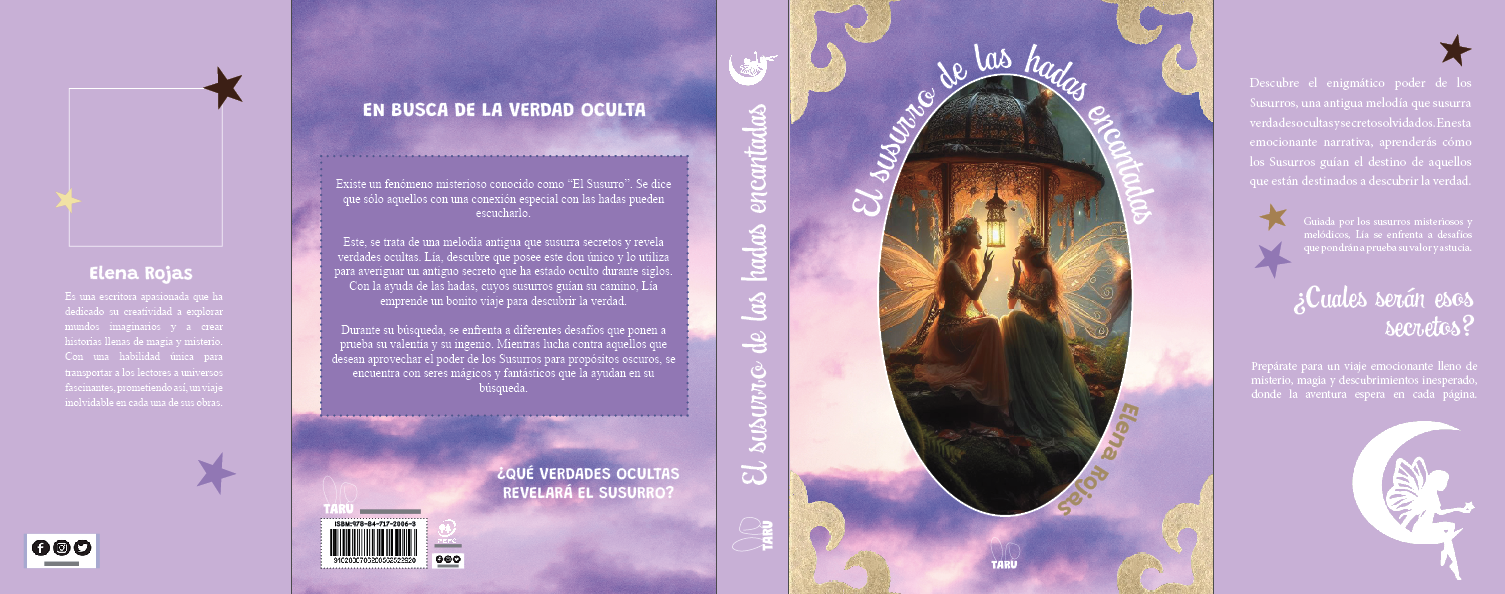 Elena Rojas
Es una escritora apasionada que ha
dedicado su creatividad a explorar
mundos imaginarios y a crear
historias llenas de magia y misterio.
Con una habilidad única para
transportar a los lectores a universos
fascinantes, prometiendo así, un viaje
inolvidable en cada una de sus obras.
EN BUSCA DE LA VERDAD OCULTA
Existe un fenómeno misterioso conocido como “El Susurro”. Se dice
que sólo aquellos con una conexión especial con las hadas pueden
escucharlo.
Este, se trata de una melodía antigua que susurra secretos y revela
verdades ocultas. Lía, descubre que posee este don único y lo utiliza
para averiguar un antiguo secreto que ha estado oculto durante siglos.
Con la ayuda de las hadas, cuyos susurros guían su camino, Lía
emprende un bonito viaje para descubrir la verdad.
Durante su búsqueda, se enfrenta a diferentes desafíos que ponen a
prueba su valentía y su ingenio. Mientras lucha contra aquellos que
desean aprovechar el poder de los Susurros para propósitos oscuros, se
encuentra con seres mágicos y fantásticos que la ayudan en su
búsqueda.
¿QUÉ VERDADES OCULTAS
REVELARÁ EL SUSURRO?
TARU
ISBM:978-84-717-2006-3
PEFC
El susurro de las hadas encantadas
TARU
El susurro de las hadas encantadas
Elena Rojas
TARU
Descubre el enigmático poder de los
Susurros, una antigua melodía que susurra
verdades ocultas y secretos olvidados. En esta
emocionante narrativa, aprenderás cómo
los Susurros guían el destino de aquellos
que están destinados a descubrir la verdad.
Guiada por los susurros misteriosos y
melódicos, Lía se enfrenta a desafíos
que pondrán a prueba su valor y astucia.
¿Cuales serán esos
secretos?
Prepárate para un viaje emocionante lleno de
misterio, magia y descubrimientos inesperado,
donde la aventura espera en cada página.